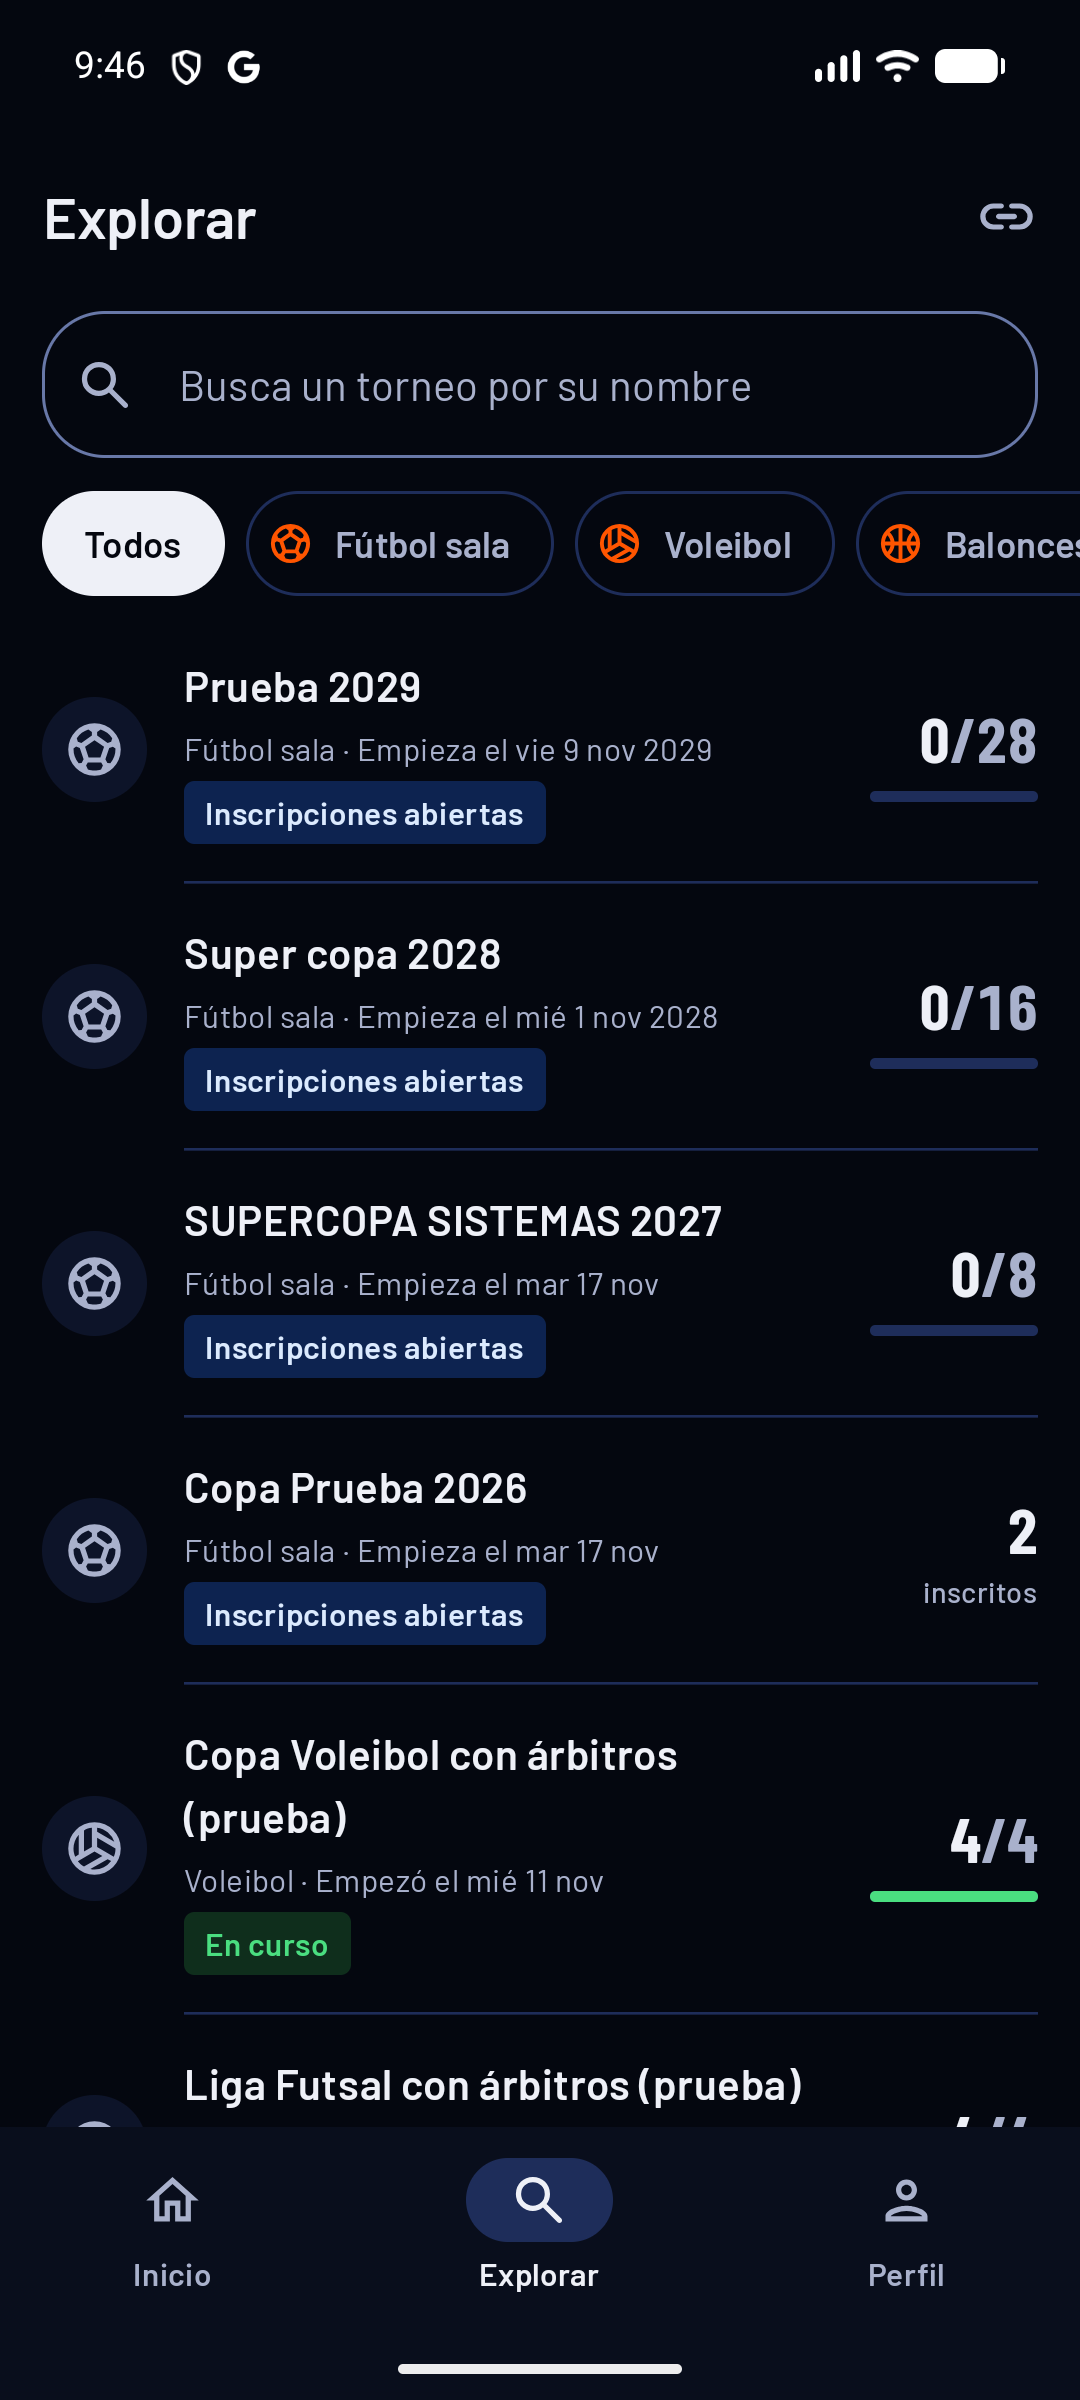 9:46
Explorar
Busca un torneo por su nombre
Todos
Fútbol sala
Voleibol
Balonces
Prueba 2029
Fútbol sala · Empieza el vie 9 nov 2029
0/28
Inscripciones abiertas
Super copa 2028
Fútbol sala · Empieza el mié 1 nov 2028
0/16
Inscripciones abiertas
SUPERCOPA SISTEMAS 2027
Fútbol sala · Empieza el mar 17 nov
0/8
Inscripciones abiertas
Copa Prueba 2026
Fútbol sala · Empieza el mar 17 nov
2
inscritos
Inscripciones abiertas
Copa Voleibol con árbitros
(prueba)
Voleibol · Empezó el mié 11 nov
4/4
En curso
Liga Futsal con árbitros (prueba)
Inicio
Explorar
Perfil